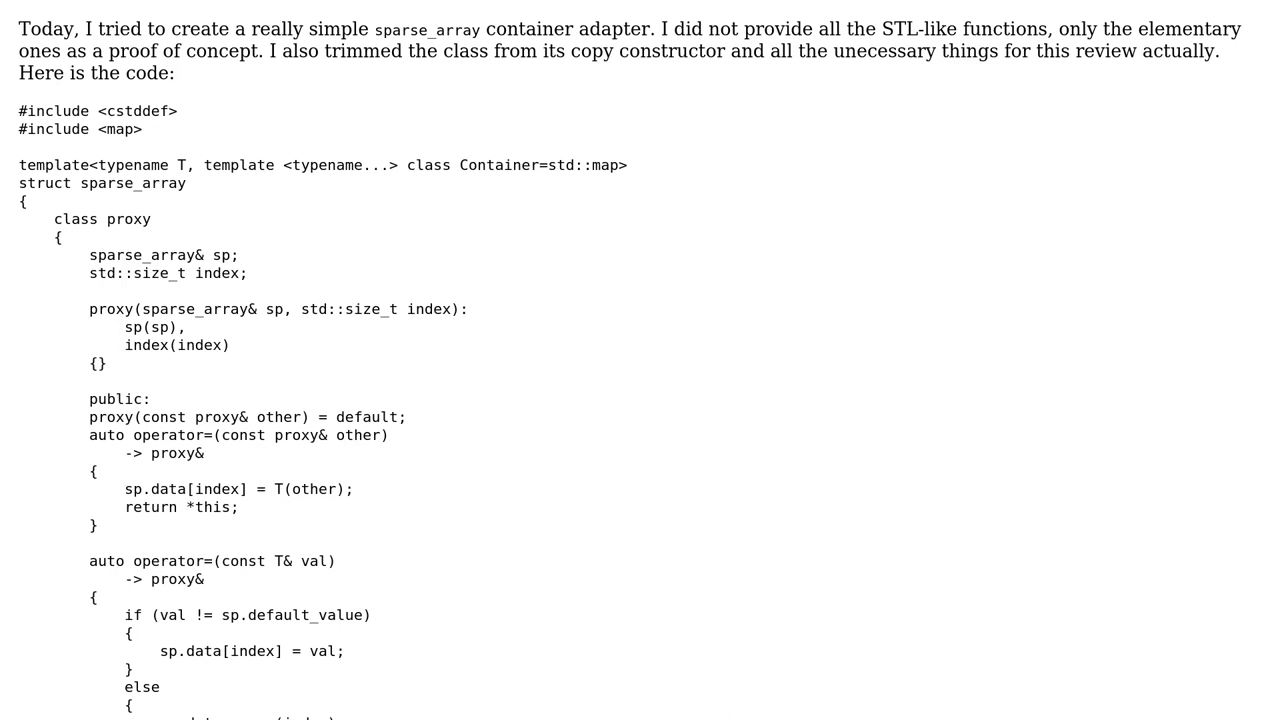 Today, I tried to create a really simple sparse_array container adapter. I did not provide all the STL-like functions, only the elementary
ones as a proof of concept. I also trimmed the class from its copy constructor and all the unecessary things for this review actually.
Here is the code:
#include <cstddef>
#include <map>
template<typename T, template <typename...> class Container=std::map>
struct sparse_array
{
    class proxy
    {
        sparse_array& sp;
        std::size_t index;
        proxy(sparse_array& sp, std::size_t index):
            sp(sp),
            index(index)
        {}
        public:
        proxy(const proxy& other) = default;
        auto operator=(const proxy& other)
            -> proxy&
        {
            sp.data[index] = T(other);
            return *this;
        }
        auto operator=(const T& val)
            -> proxy&
        {
            if (val != sp.default_value)
            {
                sp.data[index] = val;
            }
            else
            {